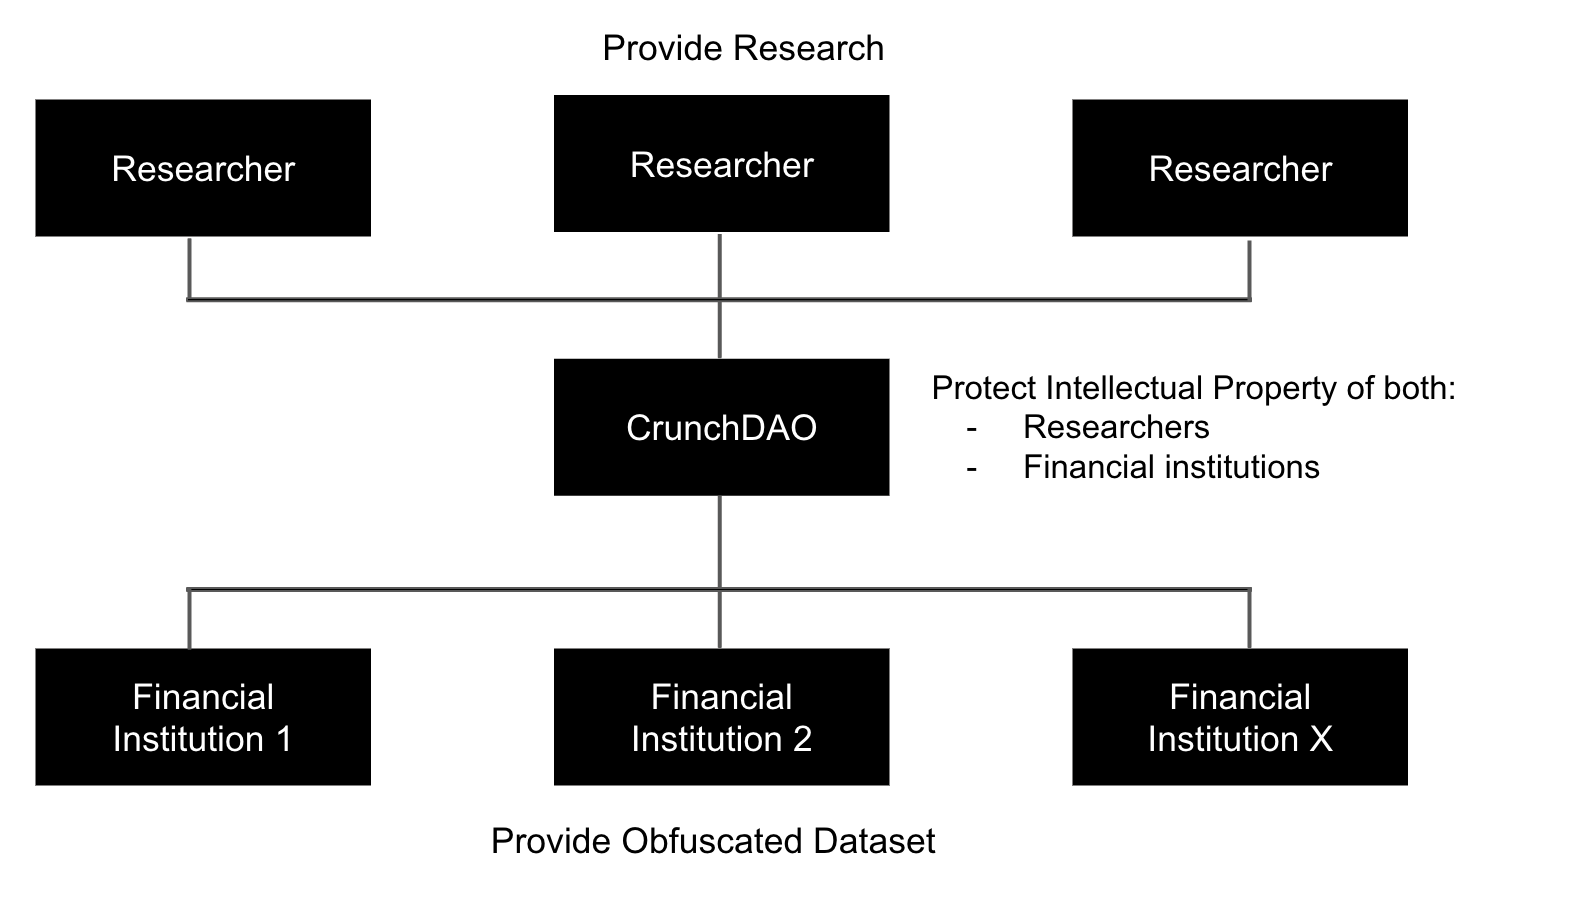 Provide Research
Researcher
Researcher
Researcher
CrunchDAO
Protect Intellectual Property of both:
- Researchers
- Financial institutions
Financial
Institution 1
Financial
Institution 2
Financial
Institution X
Provide Obfuscated Dataset